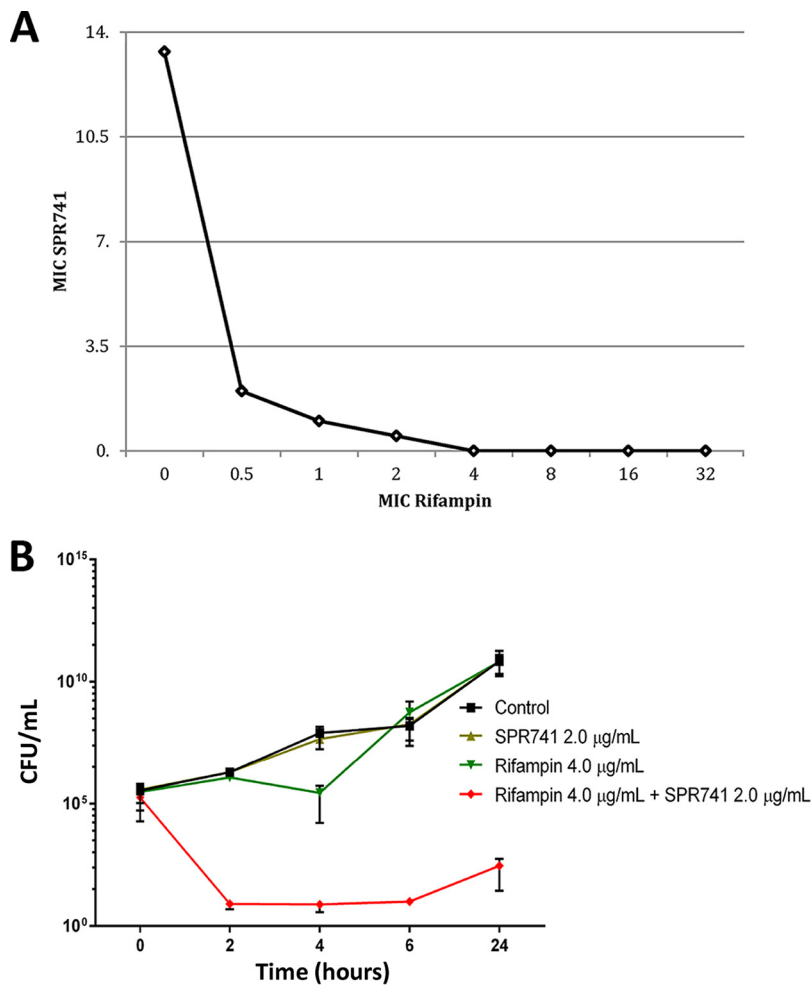 A
14.
10.5
7.
3.5
0.
MIC SPR741
0 0.5 1 2 4 8 16 32
MIC Rifampin
B
10^15
10^10
10^5
10^0
CFU/mL
Control
SPR741 2.0 μg/mL
Rifampin 4.0 μg/mL
Rifampin 4.0 μg/mL + SPR741 2.0 μg/mL
0 2 4 6 24
Time (hours)